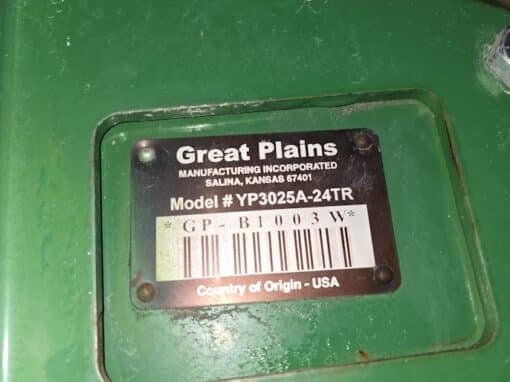 Great Plains
MANUFACTURING INCORPORATED
SALINA, KANSAS 67401
Model # YP3025A-24TR
*GP-B1003W*
Country of Origin - USA